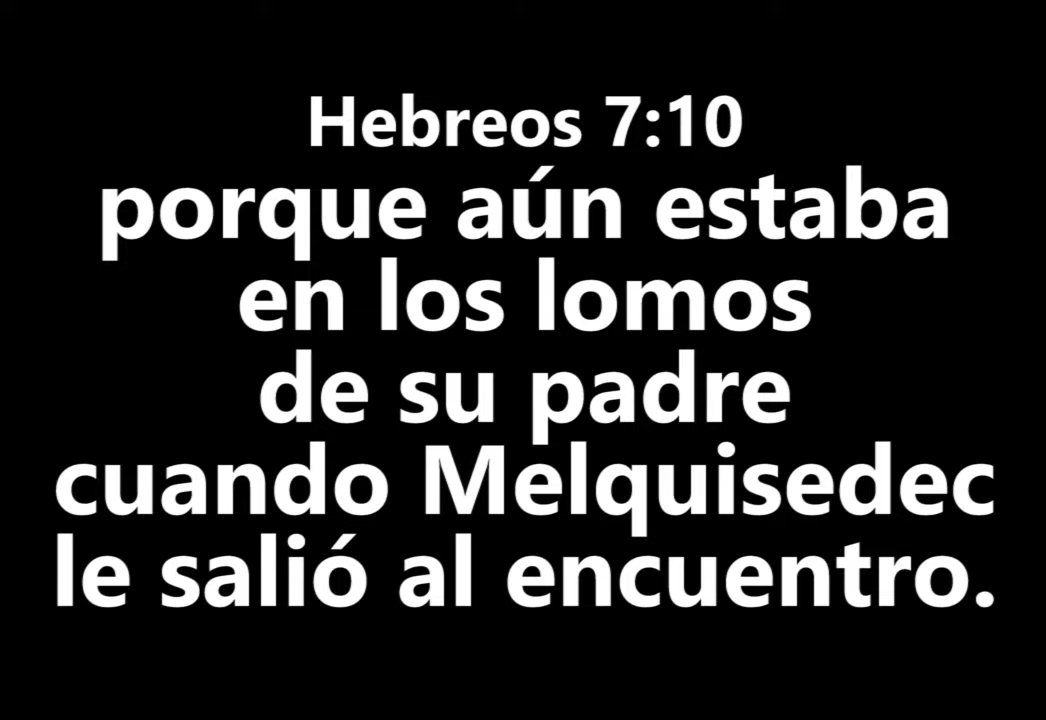 Hebreos 7:10
porque aún estaba
en los lomos
de su padre
cuando Melquisedec
le salió al encuentro.